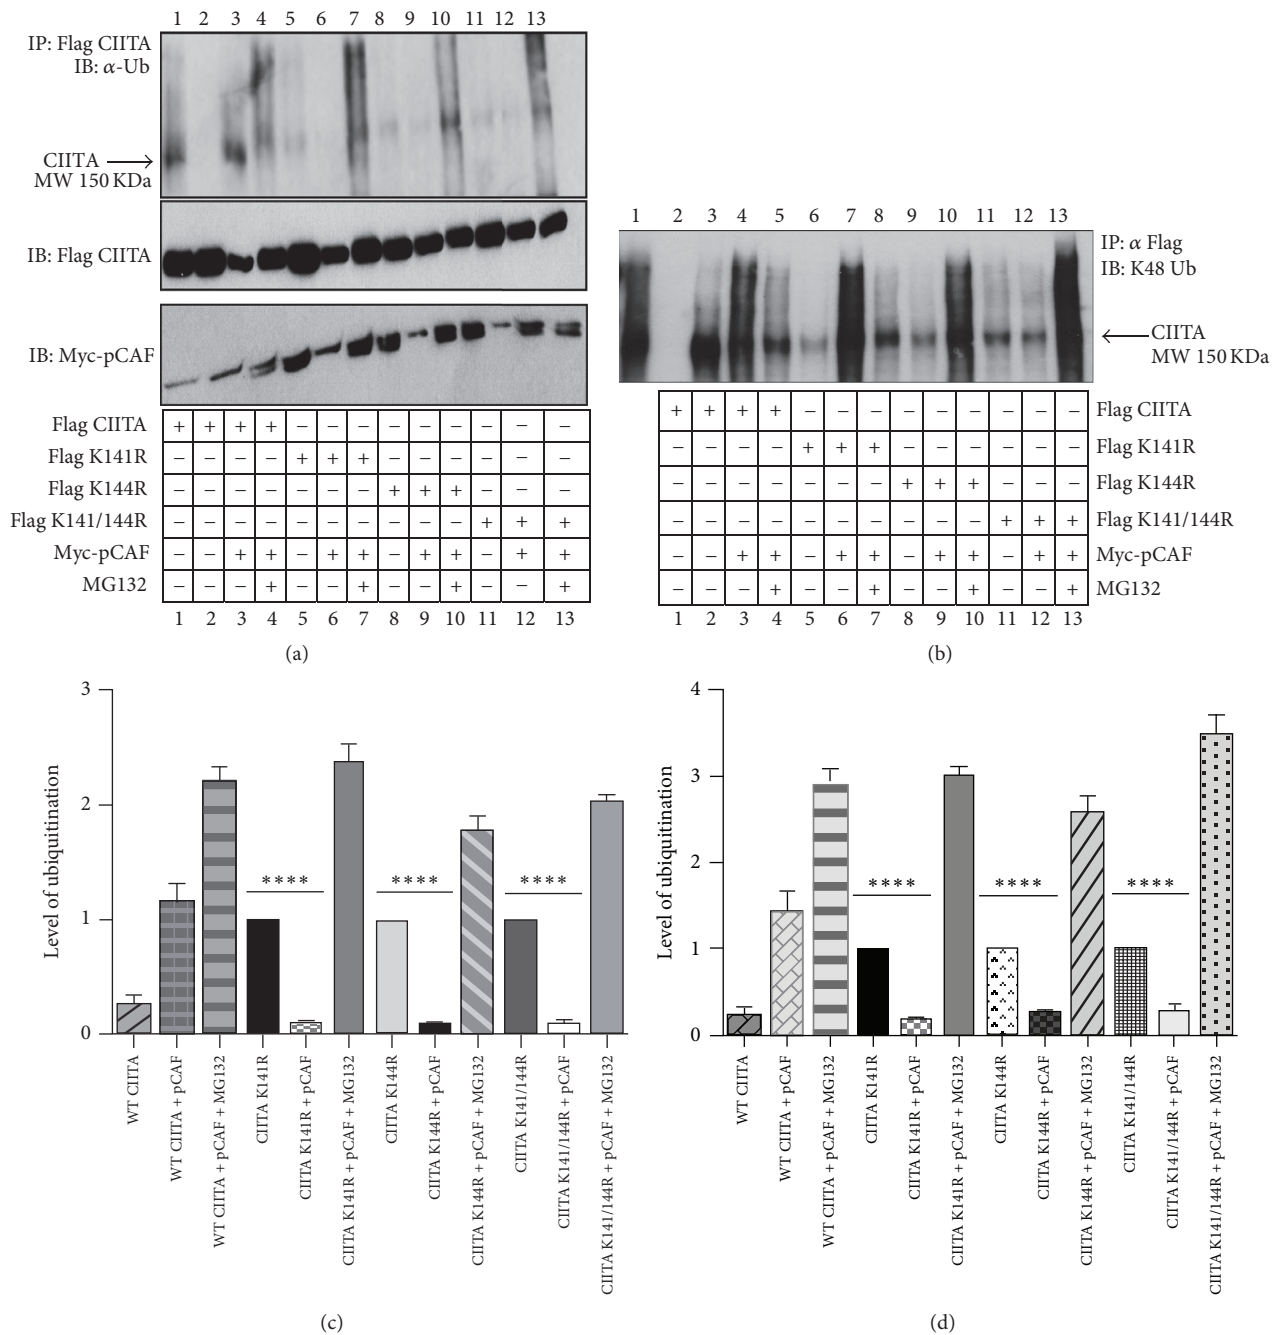 1 2 3 4 5 6 7 8 9 10 11 12 13
IP: Flag CIITA
IB: α-Ub
CIITA
MW 150 KDa
IB: Flag CIITA
IB: Myc-pCAF
Flag CIITA + + + + – – – – – – – – –
Flag K141R – – – – + + + – – – – – –
Flag K144R – – – – – – – + + + – – –
Flag K141/144R – – – – – – – – – – + + +
Myc-pCAF – – + + – + + – + + – + +
MG132 – – – + – – + – – + – – +
1 2 3 4 5 6 7 8 9 10 11 12 13
(a)
1 2 3 4 5 6 7 8 9 10 11 12 13
IP: α Flag
IB: K48 Ub
CIITA
MW 150 KDa
+ + + + – – – – – – – – – Flag CIITA
– – – – + + + – – – – – – Flag K141R
– – – – – – – + + + – – – Flag K144R
– – – – – – – – – – + + + Flag K141/144R
– – + + – + + – + + – + + Myc-pCAF
– – – + – – + – – + – – + MG132
1 2 3 4 5 6 7 8 9 10 11 12 13
(b)
3
2
1
0
Level of ubiquitination
****
****
****
WT CIITA
WT CIITA + pCAF
WT CIITA + pCAF + MG132
CIITA K141R
CIITA K141R + pCAF
CIITA K141R + pCAF + MG132
CIITA K144R
CIITA K144R + pCAF
CIITA K144R + pCAF + MG132
CIITA K141/144R
CIITA K141/144R + pCAF
CIITA K141/144R + pCAF + MG132
(c)
4
3
2
1
0
Level of ubiquitination
****
****
****
WT CIITA
WT CIITA + pCAF
WT CIITA + pCAF + MG132
CIITA K141R
CIITA K141R + pCAF
CIITA K141R + pCAF + MG132
CIITA K144R
CIITA K144R + pCAF
CIITA K144R + pCAF + MG132
CIITA K141/144R
CIITA K141/144R + pCAF
CIITA K141/144R + pCAF + MG132
(d)